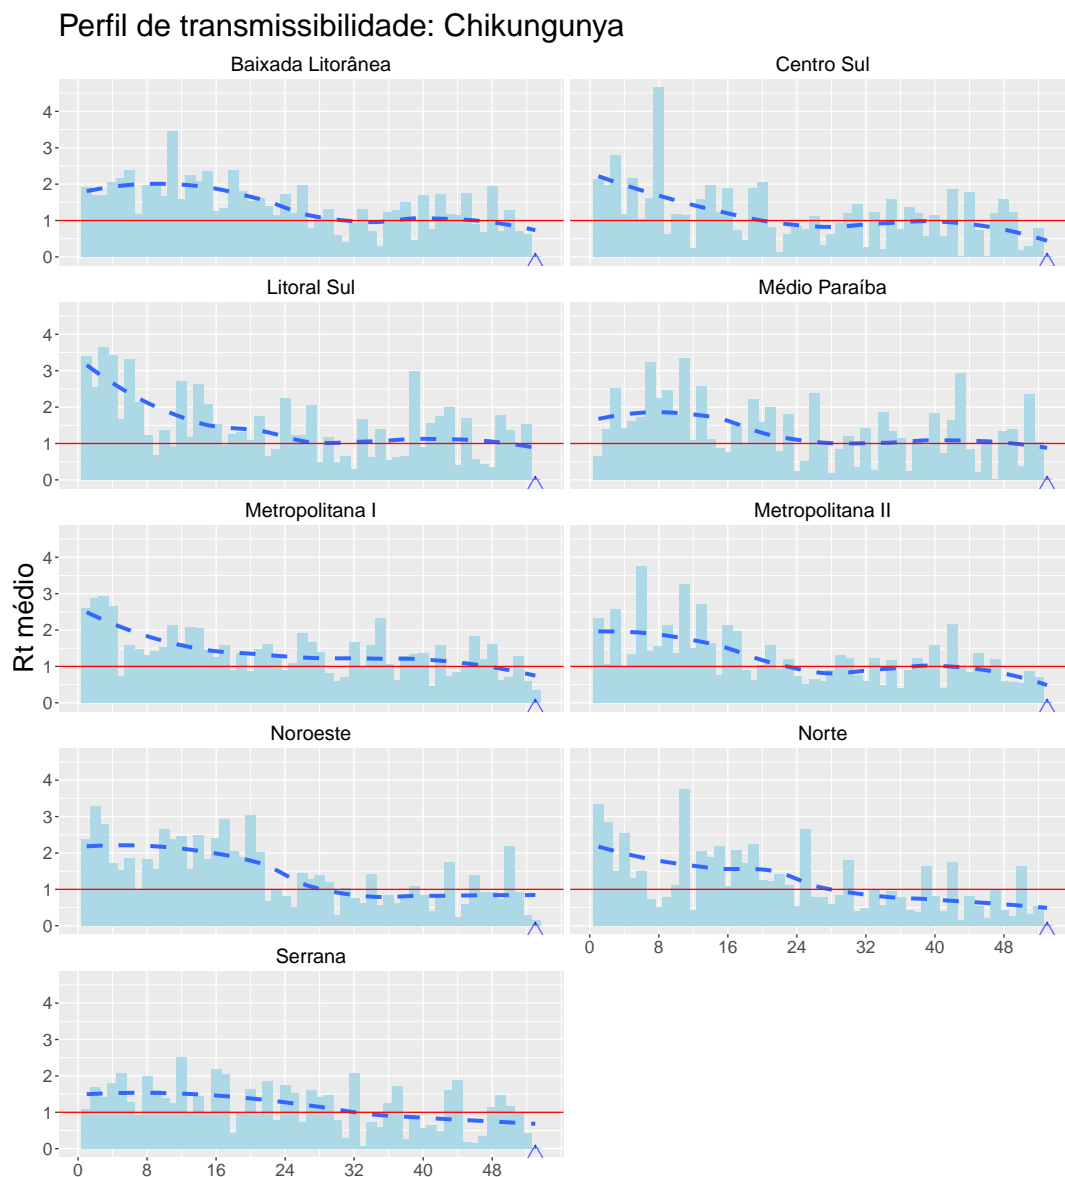 Perfil de transmissibilidade: Chikungunya
Baixada Litorânea
Centro Sul
4
3
2
1
0
Litoral Sul
Médio Paraíba
4
3
2
1
0
Metropolitana I
Metropolitana II
4
3
2
1
0
Rt médio
Noroeste
Norte
4
3
2
1
0
0 8 16 24 32 40 48
Serrana
4
3
2
1
0
0 8 16 24 32 40 48